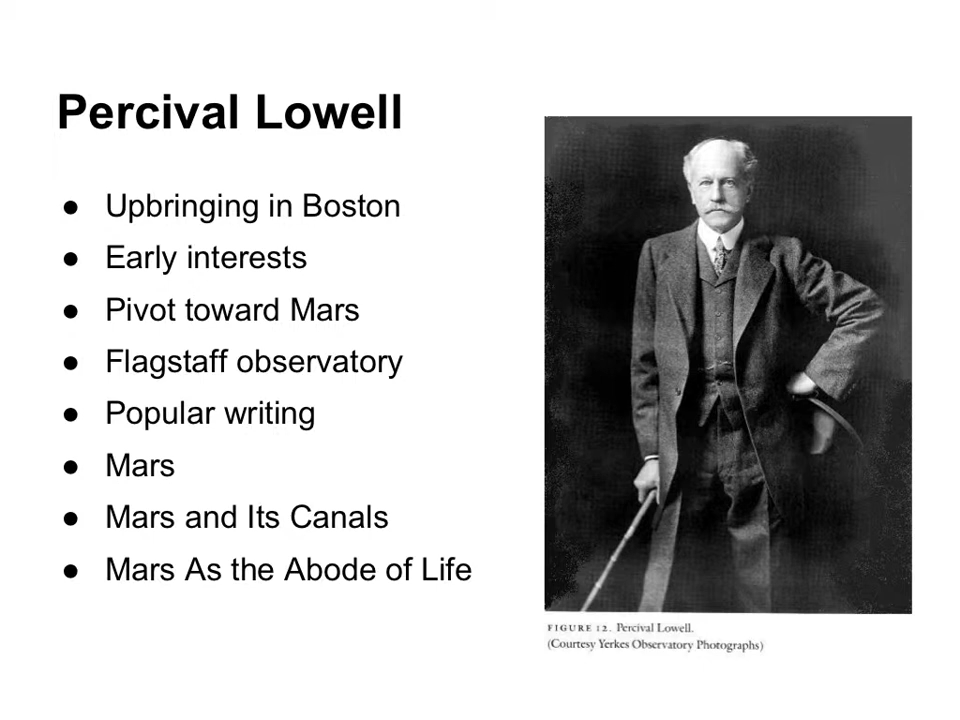 Percival Lowell
● Upbringing in Boston
● Early interests
● Pivot toward Mars
● Flagstaff observatory
● Popular writing
● Mars
● Mars and Its Canals
● Mars As the Abode of Life
FIGURE 12. Percival Lowell.
(Courtesy Yerkes Observatory Photographs)